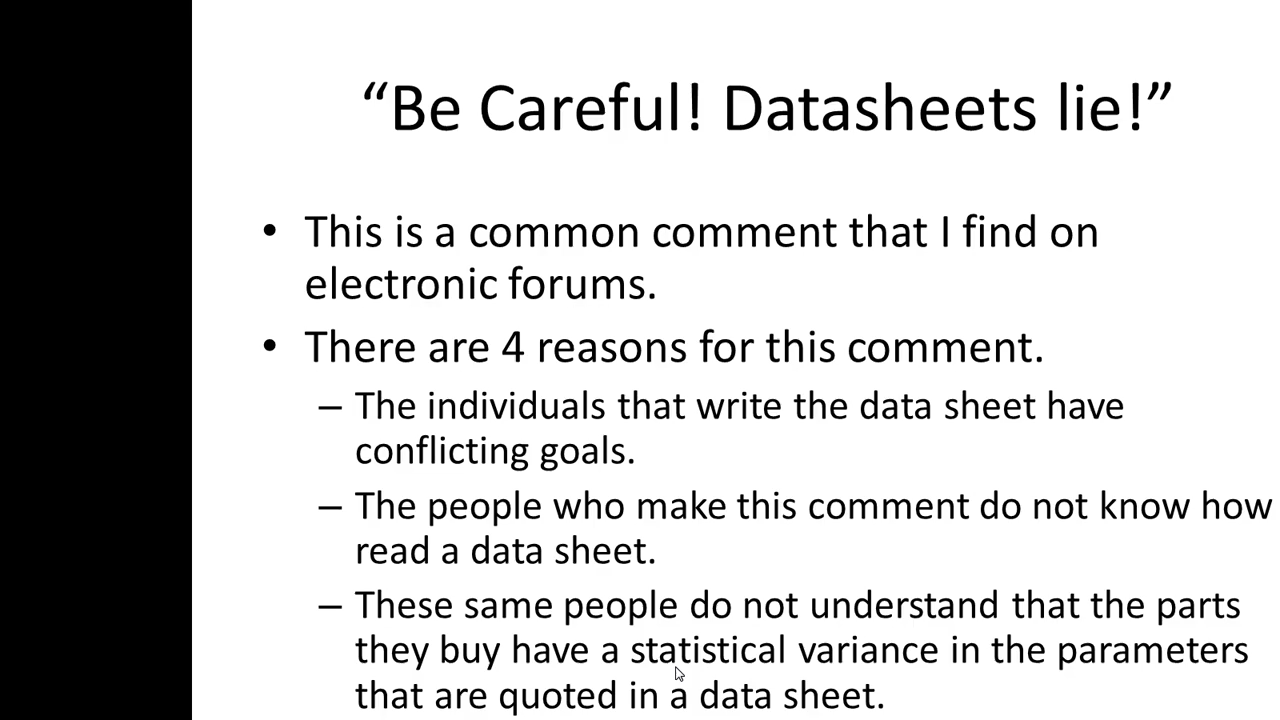 “Be Careful! Datasheets lie!”
• This is a common comment that I find on
electronic forums.
• There are 4 reasons for this comment.
– The individuals that write the data sheet have
conflicting goals.
– The people who make this comment do not know how
read a data sheet.
– These same people do not understand that the parts
they buy have a statistical variance in the parameters
that are quoted in a data sheet.